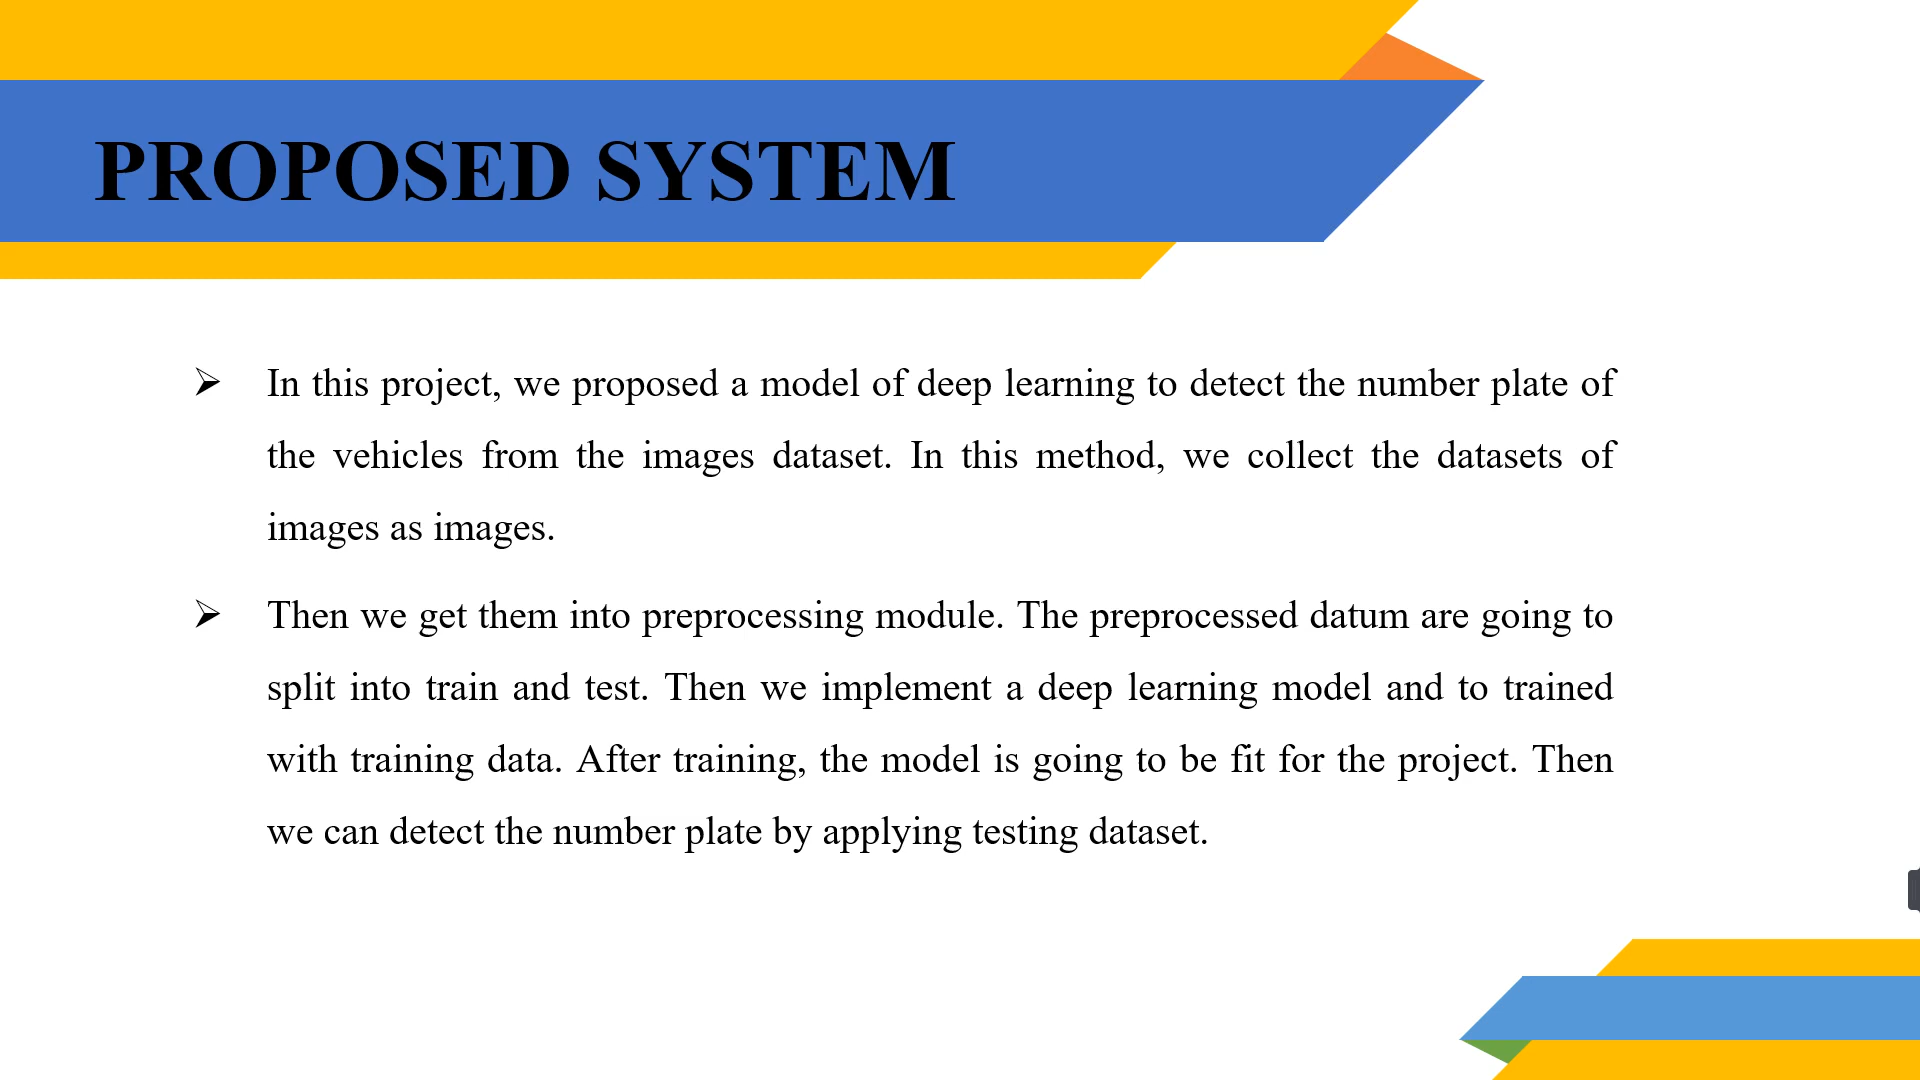 PROPOSED SYSTEM
In this project, we proposed a model of deep learning to detect the number plate of
the vehicles from the images dataset. In this method, we collect the datasets of
images as images.
Then we get them into preprocessing module. The preprocessed datum are going to
split into train and test. Then we implement a deep learning model and to trained
with training data. After training, the model is going to be fit for the project. Then
we can detect the number plate by applying testing dataset.